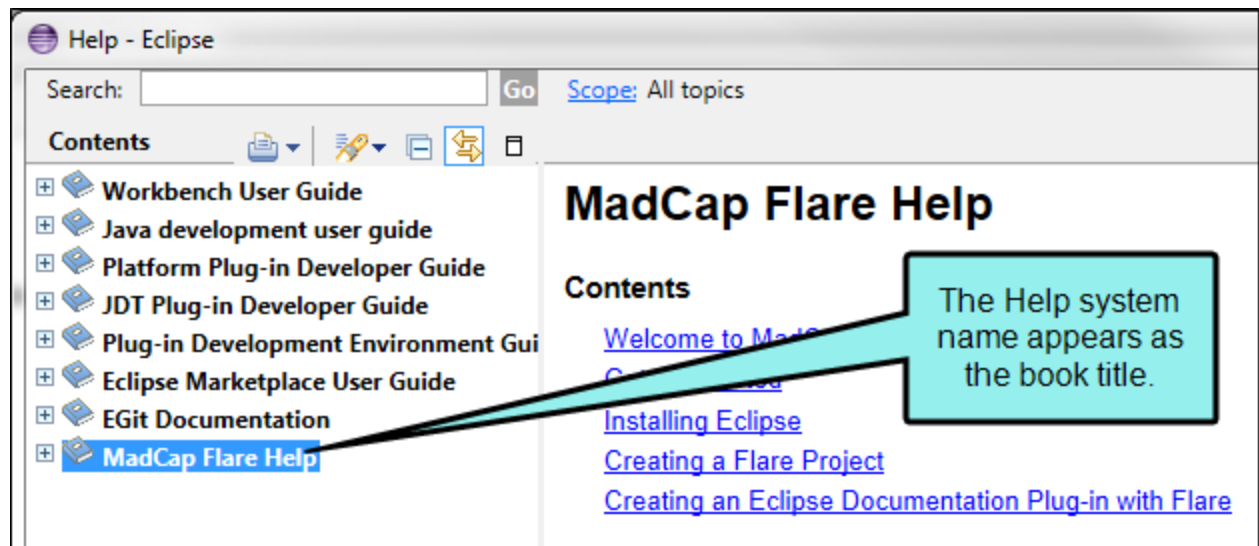 Help - Eclipse
Search:
Go
Scope: All topics
Contents
Workbench User Guide
Java development user guide
Platform Plug-in Developer Guide
JDT Plug-in Developer Guide
Plug-in Development Environment Gui
Eclipse Marketplace User Guide
EGit Documentation
MadCap Flare Help
MadCap Flare Help
Contents
Welcome to
Installing Eclipse
Creating a Flare Project
Creating an Eclipse Documentation Plug-in with Flare
The Help system
name appears as
the book title.